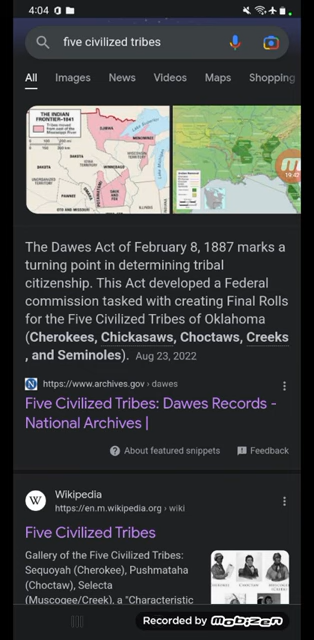 4:04
five civilized tribes
All Images News Videos Maps Shopping
THE INDIAN
FRONTIER–1841
19:42
The Dawes Act of February 8, 1887 marks a
turning point in determining tribal
citizenship. This Act developed a Federal
commission tasked with creating Final Rolls
for the Five Civilized Tribes of Oklahoma
(Cherokees, Chickasaws, Choctaws, Creeks
, and Seminoles). Aug 23, 2022
https://www.archives.gov › dawes
Five Civilized Tribes: Dawes Records -
National Archives |
About featured snippets Feedback
W
Wikipedia
https://en.m.wikipedia.org › wiki
Five Civilized Tribes
Gallery of the Five Civilized Tribes:
Sequoyah (Cherokee), Pushmataha
(Choctaw), Selecta
(Muscogee/Creek), a "Characteristic
Recorded by Mobizen